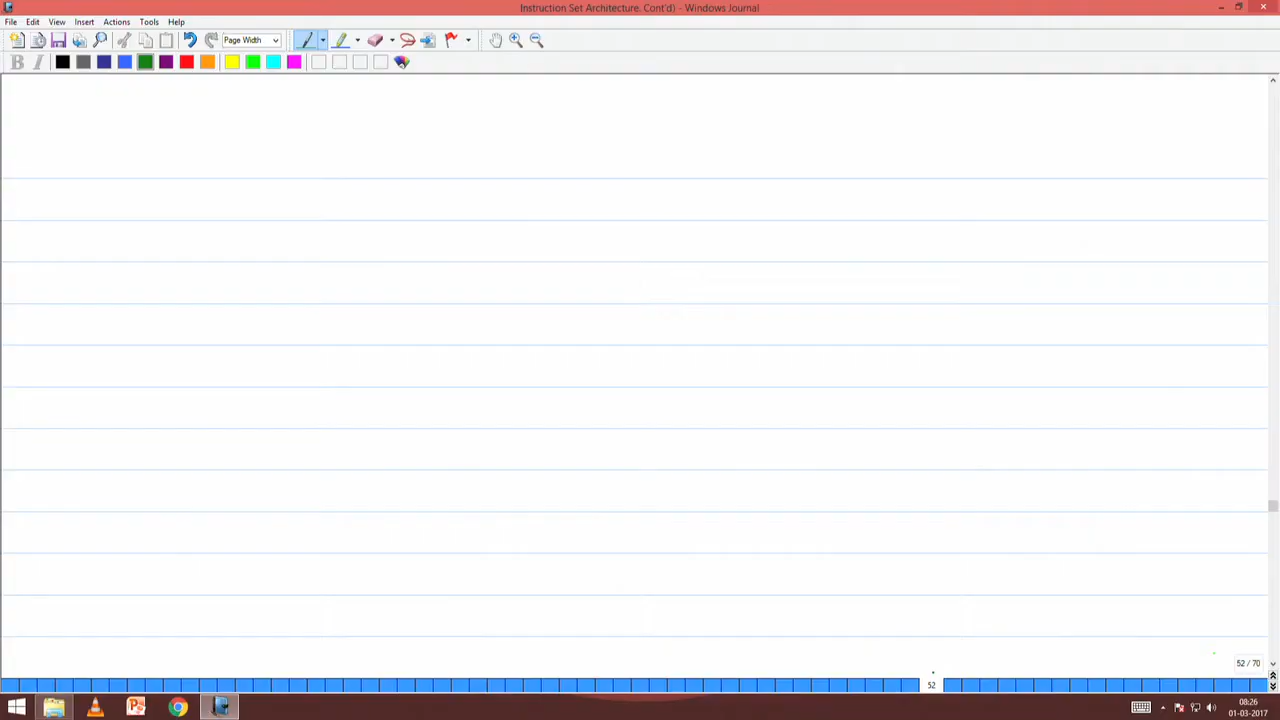 Instruction Set Architecture. Cont'd) - Windows Journal
File Edit View Insert Actions Tools Help
Page Width
B I
52 / 70
52
08:26
01-03-2017